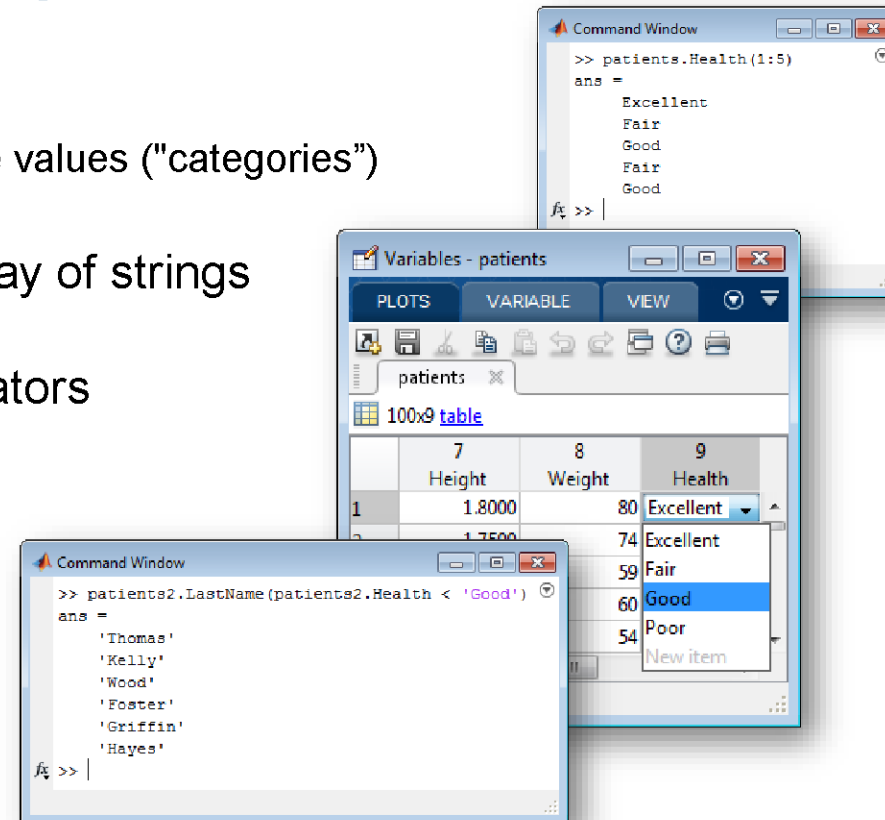 Command Window
>> patients.Health(1:5)
ans =
Excellent
Fair
Good
Fair
Good
fx >>
values ("categories”)
ay of strings
ators
Variables - patients
PLOTS VARIABLE VIEW
patients
100x9 table
7 8 9
Height Weight Health
1 1.8000 80 Excellent
1.7500 74 Excellent
59 Fair
60 Good
54 Poor
New item
Command Window
>> patients2.LastName(patients2.Health < 'Good')
ans =
'Thomas'
'Kelly'
'Wood'
'Foster'
'Griffin'
'Hayes'
fx >>